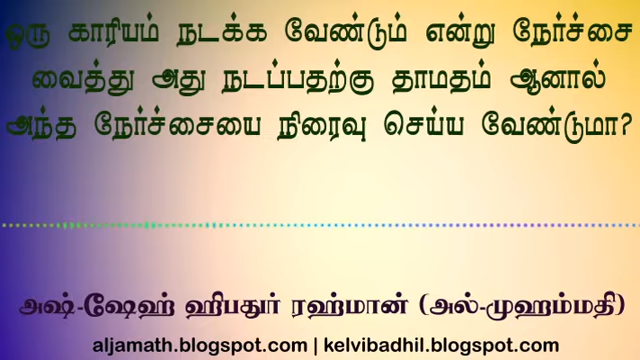 ஒரு காரியம் நடக்க வேண்டும் என்று நேர்ச்சை
வைத்து அது நடப்பதற்கு தாமதம் ஆனால்
அந்த நேர்ச்சையை நிரைவு செய்ய வேண்டுமா?
அஷ்-ஷேஹ் ஹிபதுர் ரஹ்மான் (அல்-முஹம்மதி)
aljamath.blogspot.com | kelvibadhil.blogspot.com